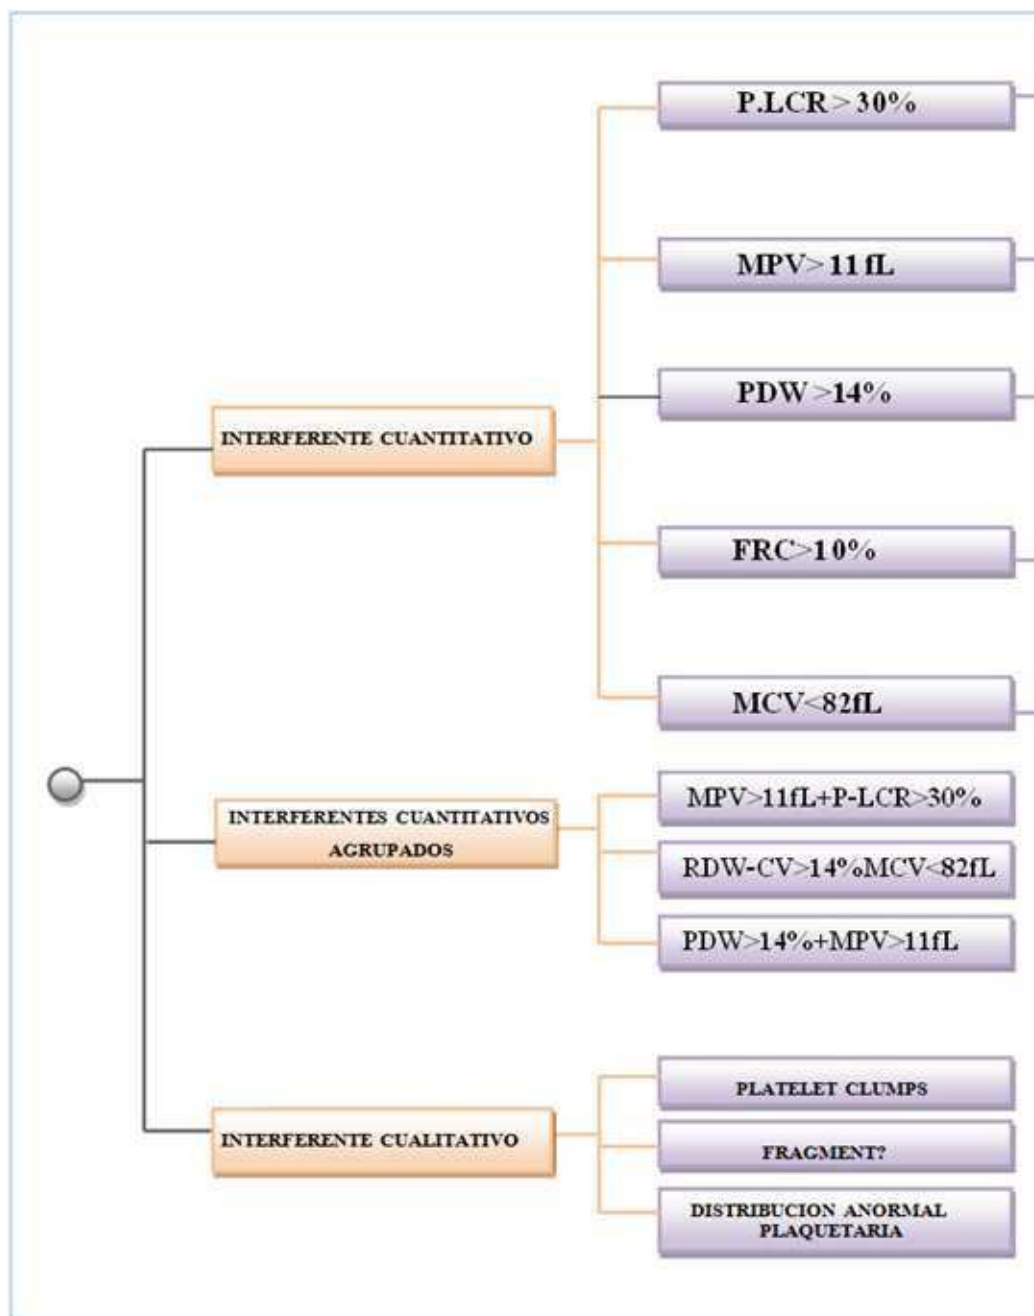 P.LCR > 30%
MPV> 11 fL
PDW >14%
INTERFERENTE CUANTITATIVO
FRC>10%
MCV<82fL
INTERFERENTES CUANTITATIVOS
AGRUPADOS
MPV>11fL+P-LCR>30%
RDW-CV>14%MCV<82fL
PDW>14%+MPV>11fL
INTERFERENTE CUALITATIVO
PLATELET CLUMPS
FRAGMENT?
DISTRIBUCION ANORMAL
PLAQUETARIA